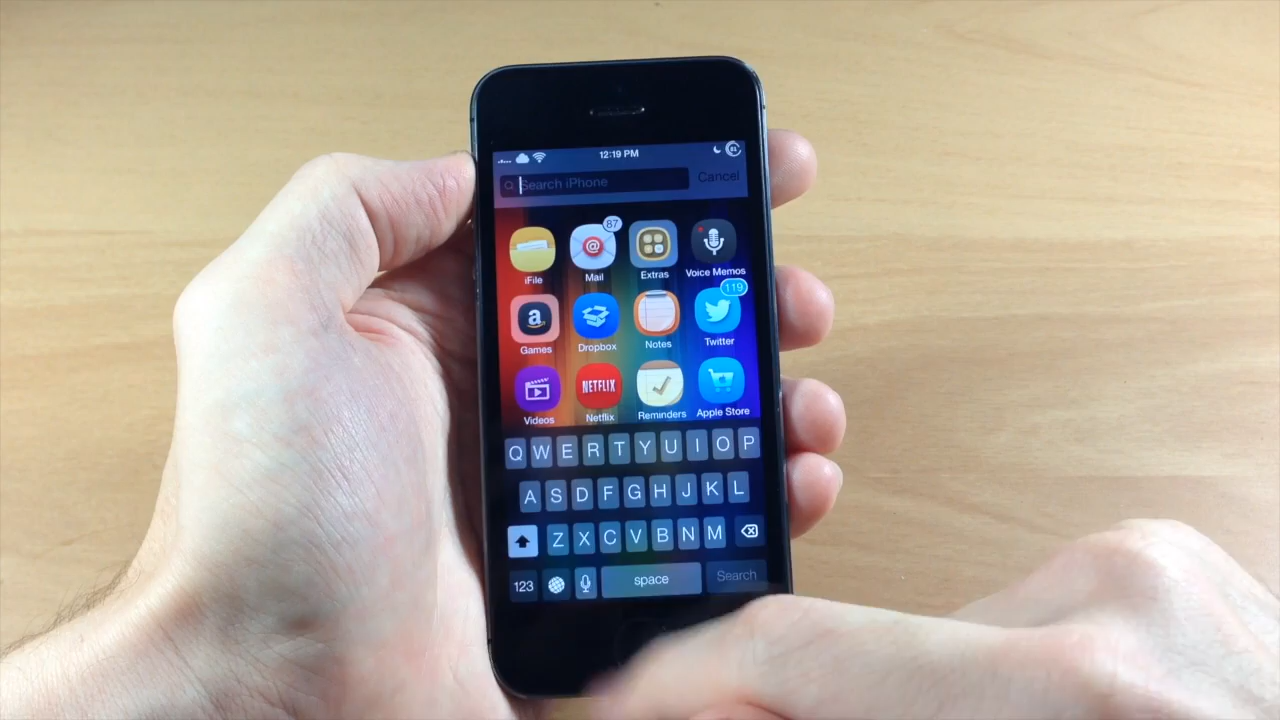 12:19 PM
Search iPhone Cancel
87
iFile Mail Extras Voice Memos
119
a
Games Dropbox Notes Twitter
NETFLIX
Videos Netflix Reminders Apple Store
Q W E R T Y U I O P
A S D F G H J K L
Z X C V B N M
123 space Search